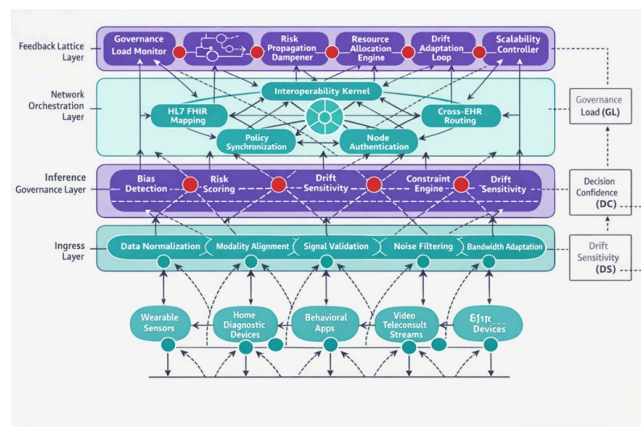 Feedback Lattice
Layer
Governance
Load Monitor
Risk
Propagation
Dampener
Resource
Allocation
Engine
Drift
Adaptation
Loop
Scalability
Controller
Network
Orchestration
Layer
Interoperability Kernel
HL7 FHIR
Mapping
Cross-EHR
Routing
Policy
Synchronization
Node
Authentication
Governance
Load (GL)
Inference
Governance Layer
Bias
Detection
Risk
Scoring
Drift
Sensitivity
Constraint
Engine
Drift
Sensitivity
Decision
Confidence
(DC)
Ingress
Layer
Data Normalization
Modality Alignment
Signal Validation
Noise Filtering
Bandwidth Adaptation
Drift
Sensitivity
(DS)
Wearable
Sensors
Home
Diagnostic
Devices
Behavioral
Apps
Video
Teleconsult
Streams
Devices